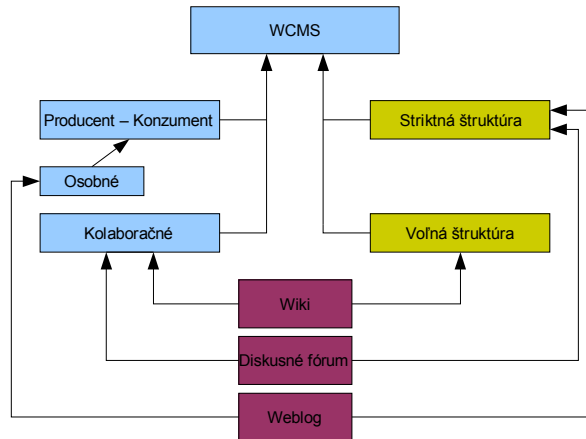 WCMS
Producent – Konzument
Striktná štruktúra
Osobné
Kolaboračné
Voľná štruktúra
Wiki
Diskusné fórum
Weblog